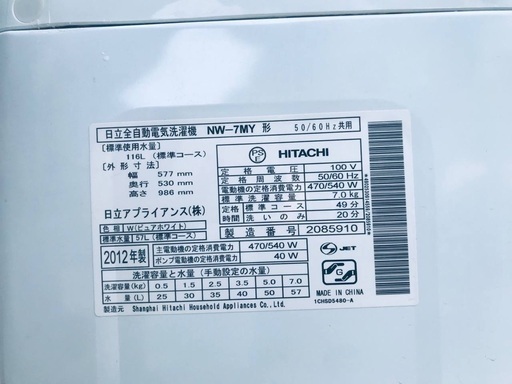 日立全自動電気洗濯機 NW-7MY 形 50/60Hz共用
[標準使用水量]
116L (標準コース)
[外形寸法]
幅 577 mm
奥行 530 mm
高さ 986 mm
日立アプライアンス(株)
色柄 W(ピュアホワイト)
標準水量 57L (標準コース)
PS E HITACHI
定格電圧 100 V
定格周波数 50/60 Hz
電動機の定格消費電力 470/540 W
標準洗濯容量 7.0kg
定格 標準コース 49分
時間 洗いのみ 20分
製造番号 2085910
2012年製
主電動機の定格消費電力 470/540 W
ポンプ電動機の定格消費電力 40 W
S JET
洗濯容量と水量 (手動設定の水量)
洗濯容量(kg) 0.5 1.5 2.5 3.5 5.0 7.0
水量(L) 25 30 35 40 50 57
製造元 Shanghai Hitachi Household Appliances Co., Ltd.
G
MADE IN CHINA
1CHSD5480-A